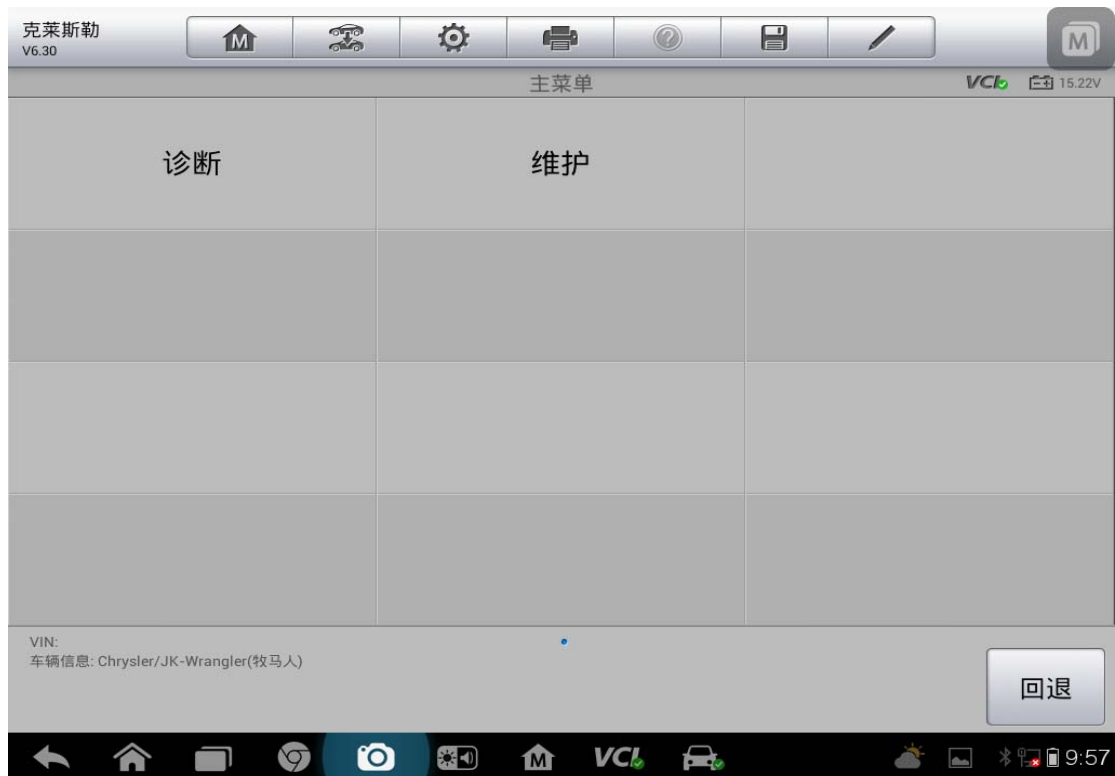 克莱斯勒
V6.30
M
M
主菜单
VCI
15.22V
诊断
维护
VIN:
车辆信息: Chrysler/JK-Wrangler(牧马人)
回退
M
VCI
9:57